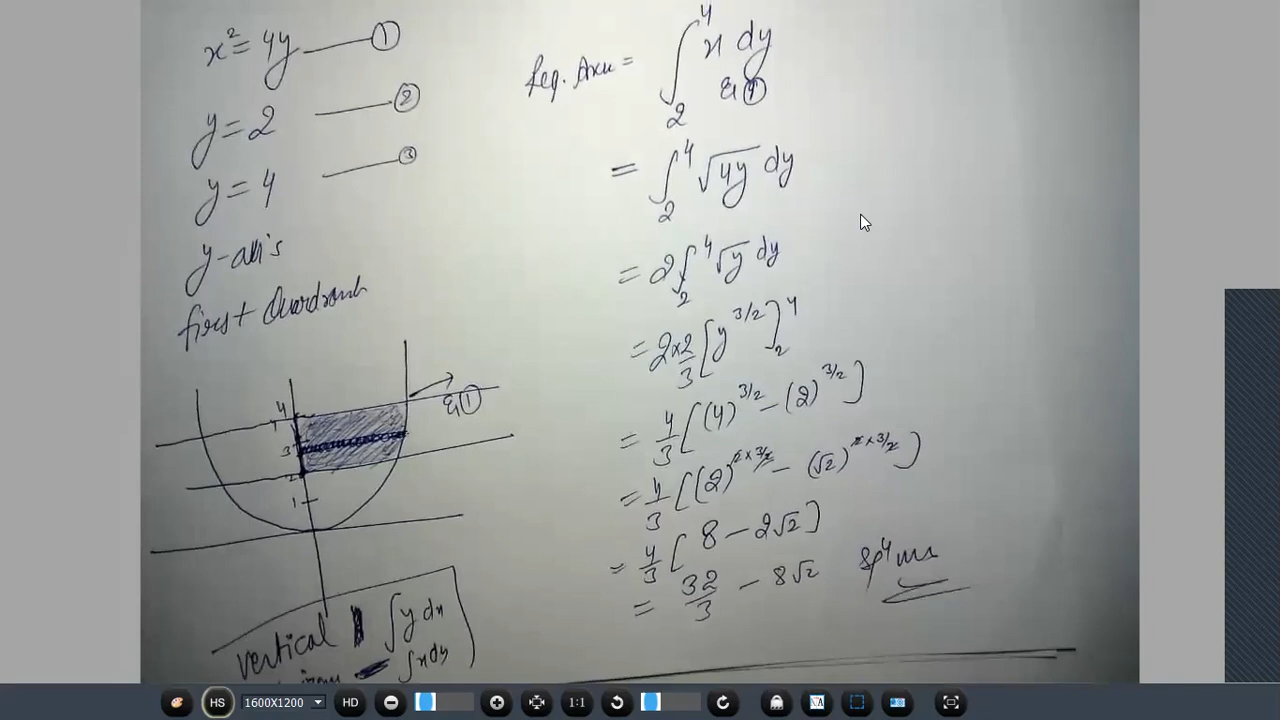 x² = 4y —— ①
y = 2 —— ②
y = 4 —— ③
y-axis
first Quadrant
4
3
2
1
Eq ①
vertical ∫ y dx
∫ x dy
Req. Area = ∫₂⁴ x dy
Eq ①
= ∫₂⁴ √4y dy
= 2 ∫₂⁴ √y dy
= 2 × 2/3 [y^3/2]₂⁴
= 4/3 [(4)^3/2 − (2)^3/2]
= 4/3 [(2)^2×3/2 − (√2)^2×3/2]
= 4/3 [8 − 2√2]
= 32/3 − 8√2
HS
1600X1200
HD
1:1
√A